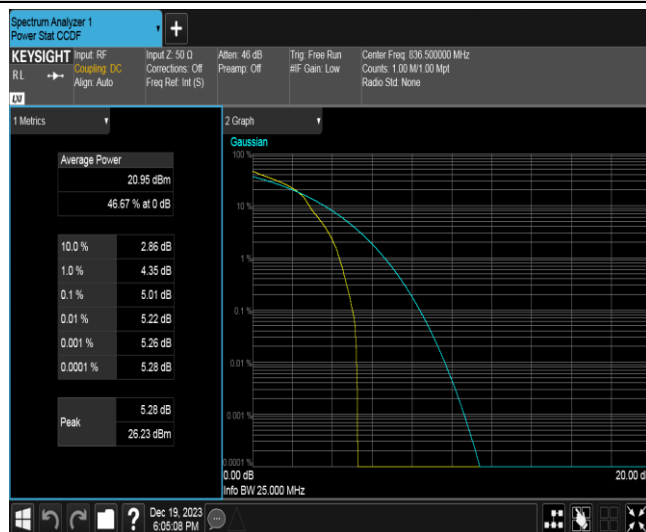 Spectrum Analyzer 1
Power Stat CCDF
KEYSIGHT
RL
Input: RF
Coupling: DC
Align: Auto
Input Z: 50 Ω
Corrections: Off
Freq Ref: Int (S)
Atten: 46 dB
Preamp: Off
Trig: Free Run
#IF Gain: Low
Center Freq: 836.500000 MHz
Counts: 1.00 M/1.00 Mpt
Radio Std: None
1 Metrics
Average Power
20.95 dBm
46.67 % at 0 dB
10.0 % 2.86 dB
1.0 % 4.35 dB
0.1 % 5.01 dB
0.01 % 5.22 dB
0.001 % 5.26 dB
0.0001 % 5.28 dB
Peak
5.28 dB
26.23 dBm
2 Graph
Gaussian
100 %
10 %
1 %
0.1 %
0.01 %
0.001 %
0.0001 %
0.00 dB
20.00 d
Info BW 25.000 MHz
?
Dec 19, 2023
6:05:08 PM